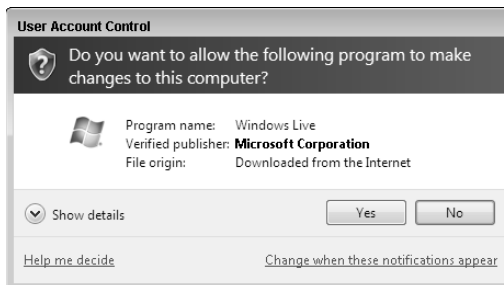 User Account Control
Do you want to allow the following program to make
changes to this computer?
Program name: Windows Live
Verified publisher: Microsoft Corporation
File origin: Downloaded from the Internet
Show details Yes No
Help me decide Change when these notifications appear